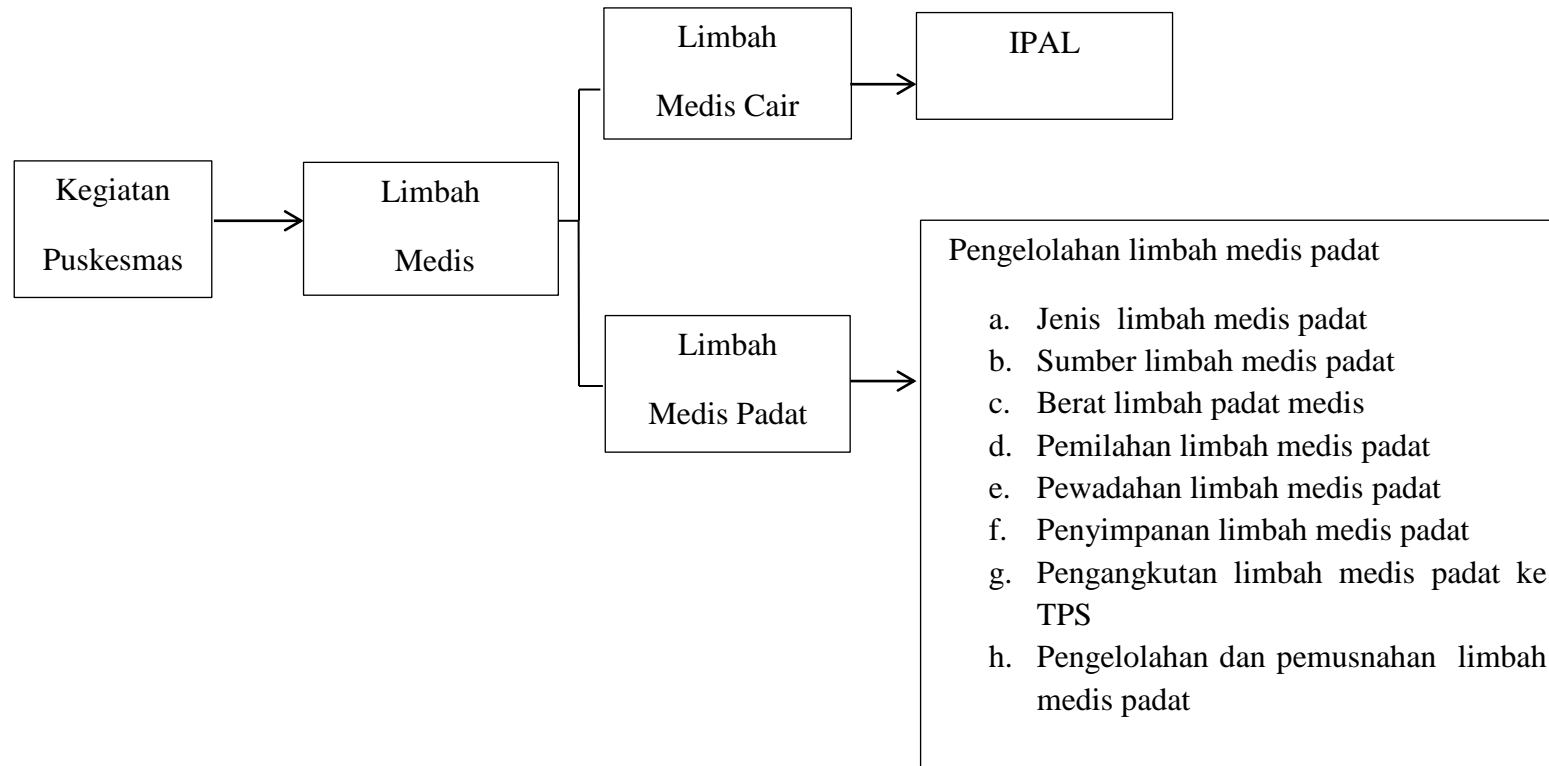 Kegiatan
Puskesmas
Limbah
Medis
Limbah
Medis Cair
IPAL
Limbah
Medis Padat
Pengelolahan limbah medis padat
a. Jenis limbah medis padat
b. Sumber limbah medis padat
c. Berat limbah padat medis
d. Pemilahan limbah medis padat
e. Pewadahan limbah medis padat
f. Penyimpanan limbah medis padat
g. Pengangkutan limbah medis padat ke
TPS
h. Pengelolahan dan pemusnahan limbah
medis padat